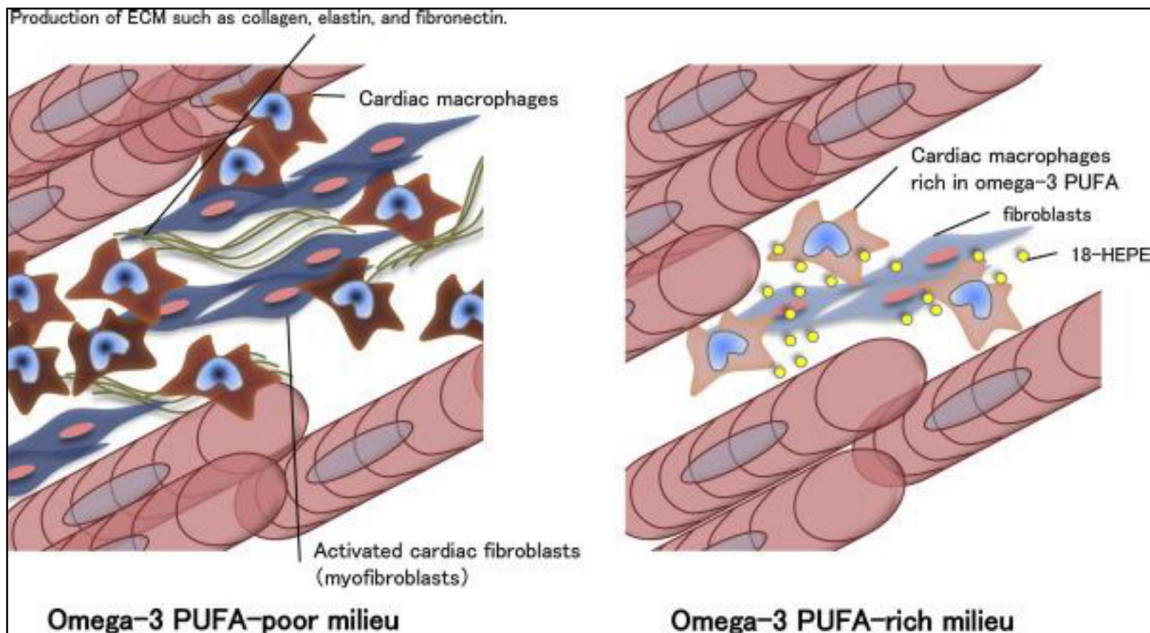 Production of ECM such as collagen, elastin, and fibronectin.
Cardiac macrophages
Activated cardiac fibroblasts
(myofibroblasts)
Omega-3 PUFA-poor milieu
Cardiac macrophages
rich in omega-3 PUFA
fibroblasts
18-HEPE
Omega-3 PUFA-rich milieu